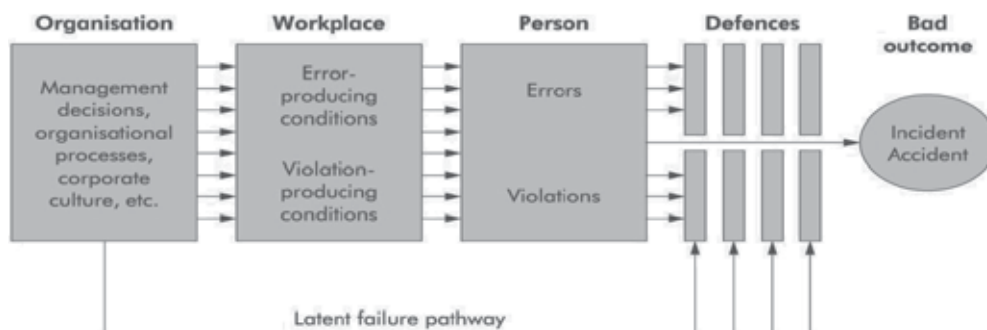 Organisation
Workplace
Person
Defences
Bad
outcome
Management
decisions,
organisational
processes,
corporate
culture, etc.
Error-
producing
conditions
Violation-
producing
conditions
Errors
Violations
Incident
Accident
Latent failure pathway